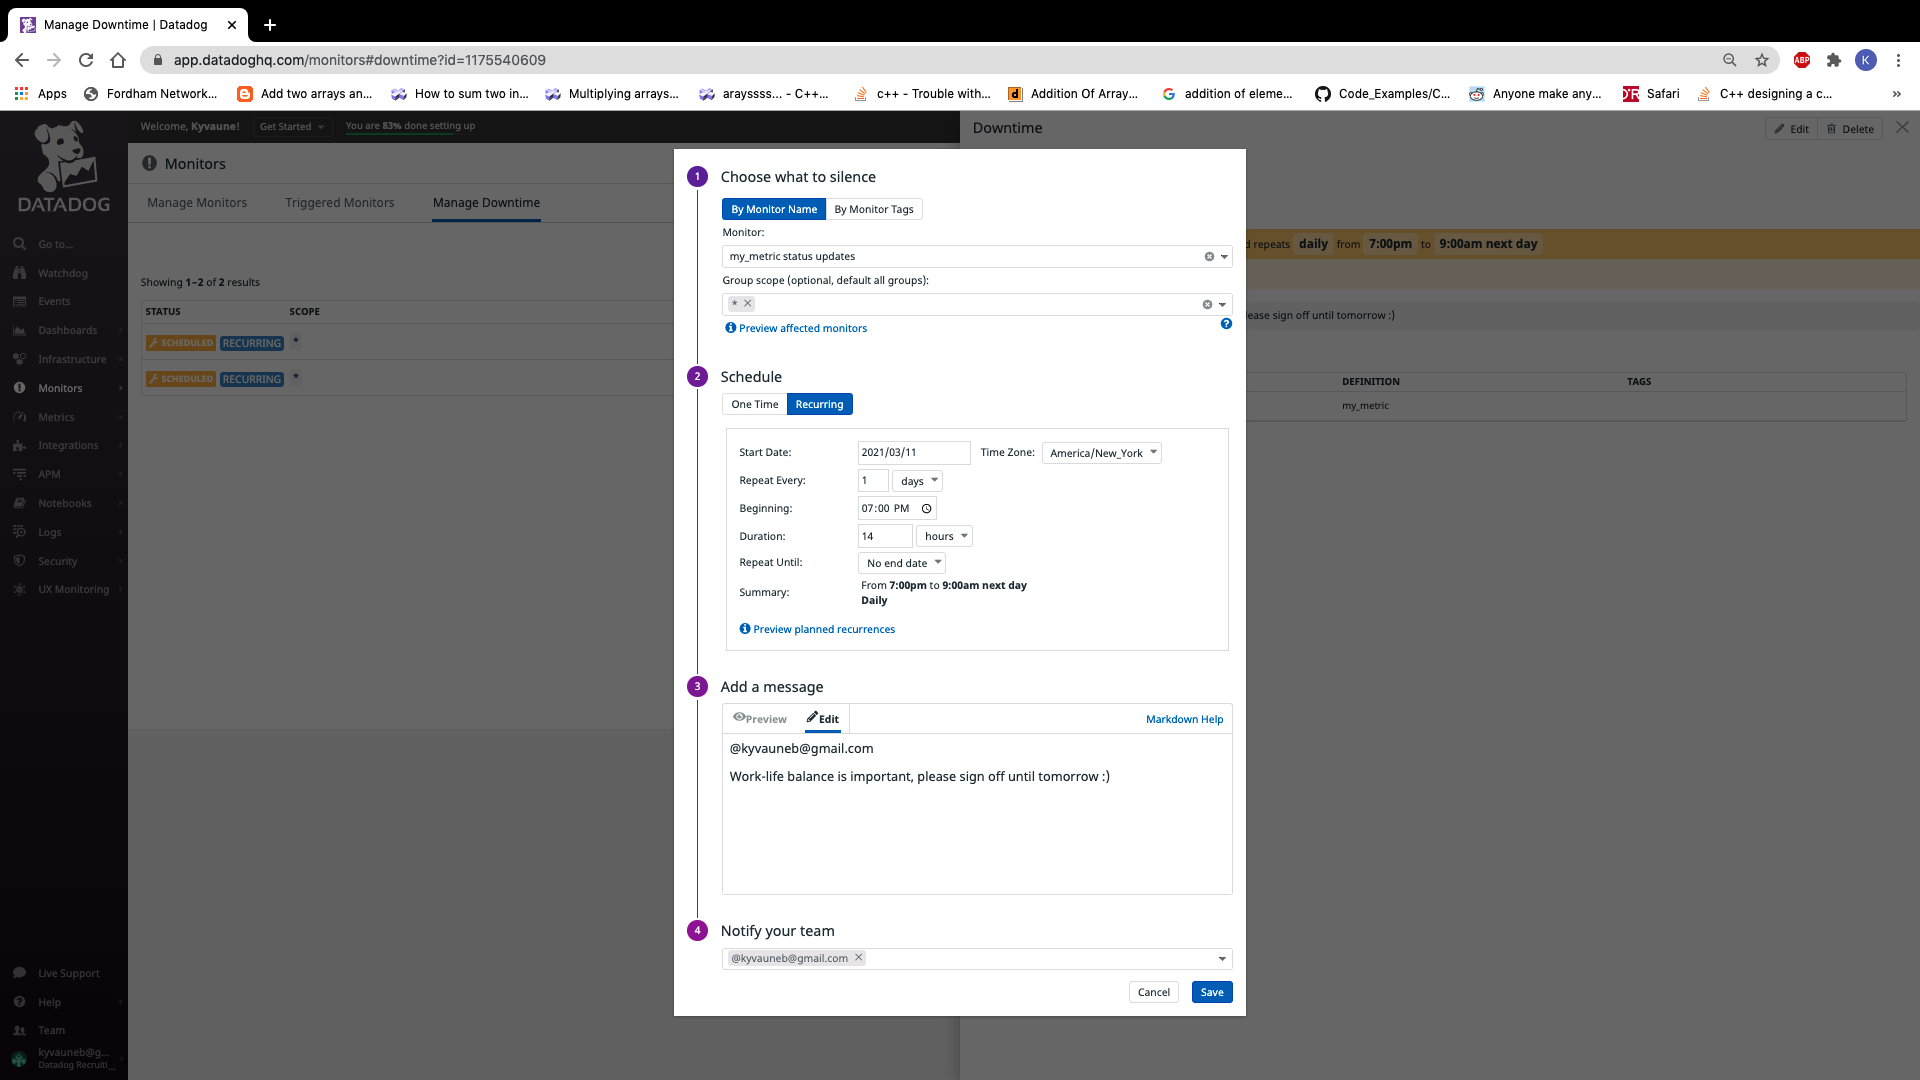 Manage Downtime | Datadog
app.datadoghq.com/monitors#downtime?id=1175540609
ABP
K
Apps
Fordham Network...
Add two arrays an...
How to sum two in...
Multiplying arrays...
arayssss... - C++...
c++ - Trouble with...
Addition Of Array...
addition of eleme...
Code_Examples/C...
Anyone make any...
Safari
C++ designing a c...
»
DATADOG
Go to...
Watchdog
Events
Dashboards
Infrastructure
Monitors
Metrics
Integrations
APM
Notebooks
Logs
Security
UX Monitoring
Live Support
Help
Team
kyvauneb@g...
Datadog Recruiti...
Welcome, Kyvaune!
Get Started
You are 83% done setting up
Monitors
Manage Monitors
Triggered Monitors
Manage Downtime
Showing 1–2 of 2 results
STATUS SCOPE
SCHEDULED RECURRING *
SCHEDULED RECURRING *
1 Choose what to silence
By Monitor Name By Monitor Tags
Monitor:
my_metric status updates
Group scope (optional, default all groups):
*
Preview affected monitors
2 Schedule
One Time Recurring
Start Date: 2021/03/11 Time Zone: America/New_York
Repeat Every: 1 days
Beginning: 07:00 PM
Duration: 14 hours
Repeat Until: No end date
Summary: From 7:00pm to 9:00am next day
Daily
Preview planned recurrences
3 Add a message
Preview Edit Markdown Help
@kyvauneb@gmail.com
Work-life balance is important, please sign off until tomorrow :)
4 Notify your team
@kyvauneb@gmail.com
Cancel Save
Downtime
Edit Delete
d repeats daily from 7:00pm to 9:00am next day
lease sign off until tomorrow :)
DEFINITION TAGS
my_metric